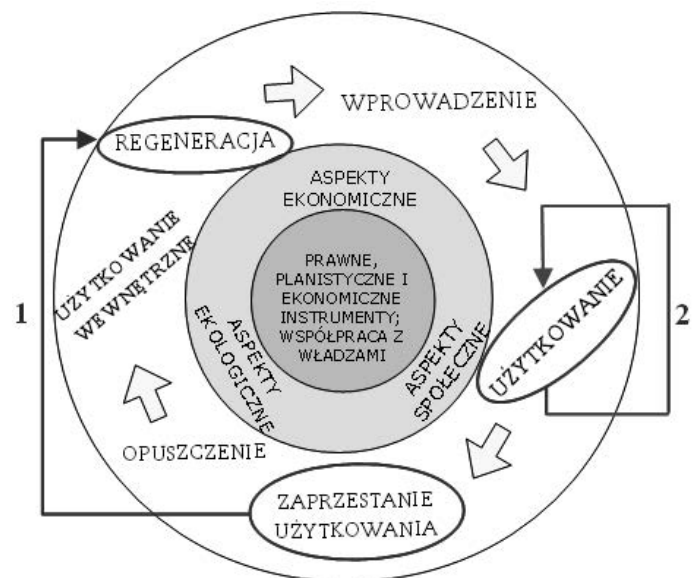 WPROWADZENIE
REGENERACJA
ASPEKTY
EKONOMICZNE
UŻYTKOWANIE
WEWNĘTRZNE
PRAWNE,
PLANISTYCZNE I
EKONOMICZNE
INSTRUMENTY;
WSPÓŁPRACA Z
WŁADZAMI
1
2
UŻYTKOWANIE
ASPEKTY
EKOLOGICZNE
ASPEKTY
SPOŁECZNE
OPUSZCZENIE
ZAPRZESTANIE
UŻYTKOWANIA